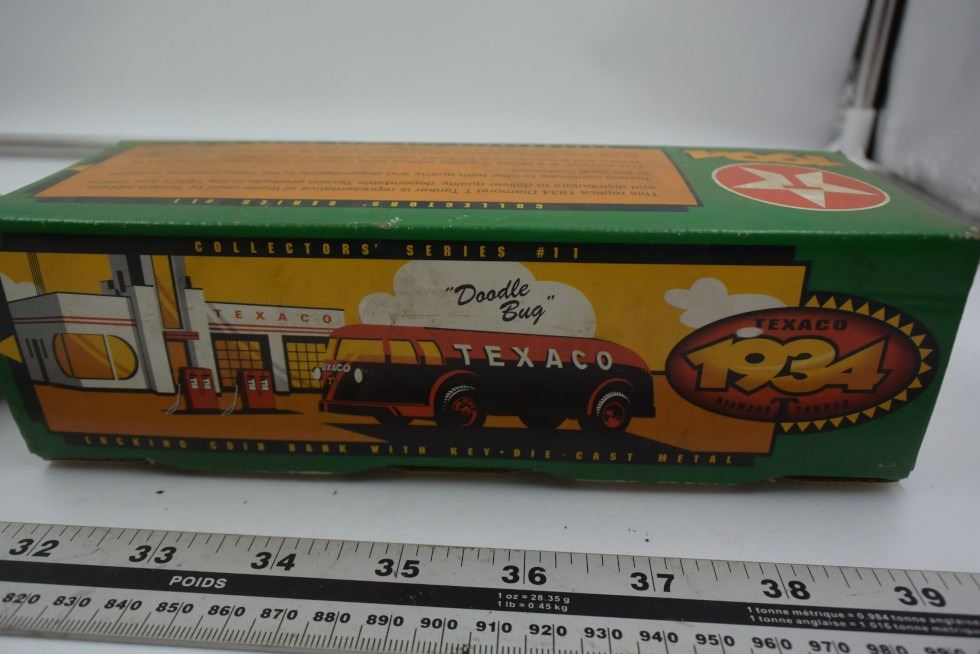 This replica 1934 Diamond T Tanker is representative of those used by Texaco
and distributors to deliver quality, dependable Texaco products
COLLECTORS' SERIES #11
1934
T
COLLECTORS' SERIES #11
"Doodle
Bug"
TEXACO
TEXACO
TEXACO
TEXACO
1934
DIAMOND T TANKER
LOCKING COIN BANK WITH KEY • DIE-CAST METAL
32 33 34 35 36 37 38 39
POIDS
1 oz = 28.35 g
1 lb = 0.45 kg
1 tonne métrique = 0.984 tonne anglaise
1 tonne anglaise = 1.016 tonne
820 830 840 850 860 870 880 890 900 910 920 930 940 950 960 970 980 990